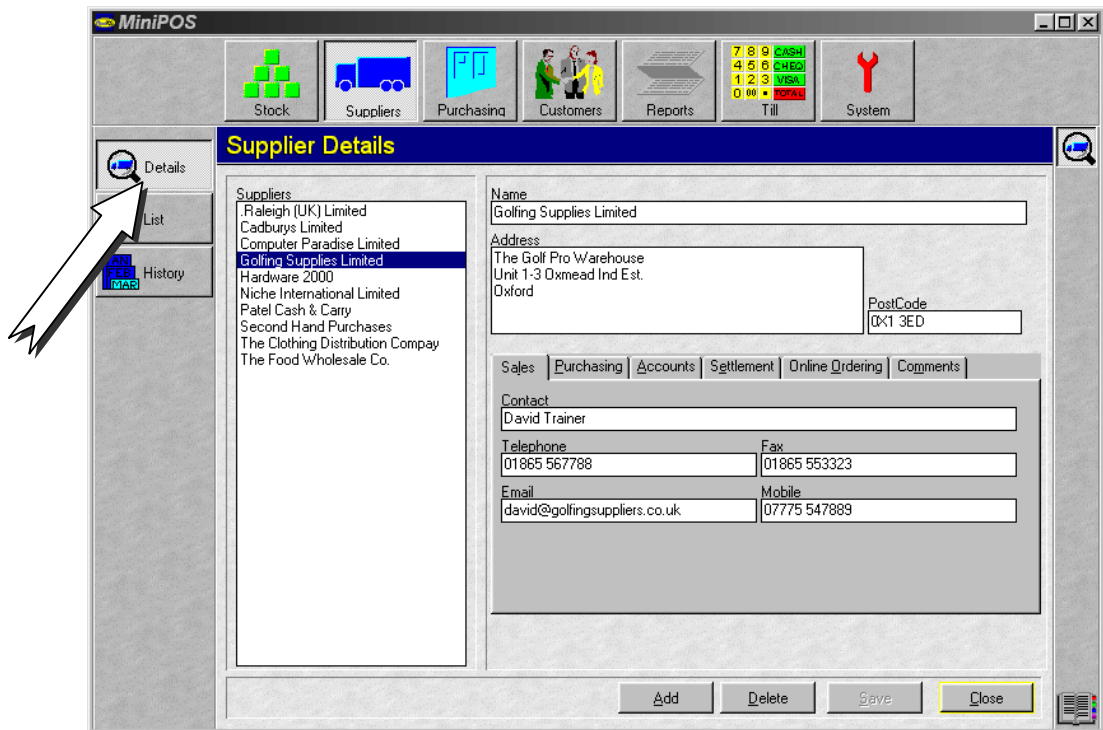 MiniPOS
Stock
Suppliers
Purchasing
Customers
Reports
7 8 9 CASH
4 5 6 CHEQ
1 2 3 VISA
0 00 ▪ TOTAL
Till
System
Details
List
JAN
FEB
MAR
History
Supplier Details
Suppliers
.Raleigh (UK) Limited
Cadburys Limited
Computer Paradise Limited
Golfing Supplies Limited
Hardware 2000
Niche International Limited
Patel Cash & Carry
Second Hand Purchases
The Clothing Distribution Compay
The Food Wholesale Co.
Name
Golfing Supplies Limited
Address
The Golf Pro Warehouse
Unit 1-3 Oxmead Ind Est.
Oxford
PostCode
OX1 3ED
Sales Purchasing Accounts Settlement Online Ordering Comments
Contact
David Trainer
Telephone Fax
01865 567788 01865 553323
Email Mobile
david@golfingsuppliers.co.uk 07775 547889
Add Delete Save Close